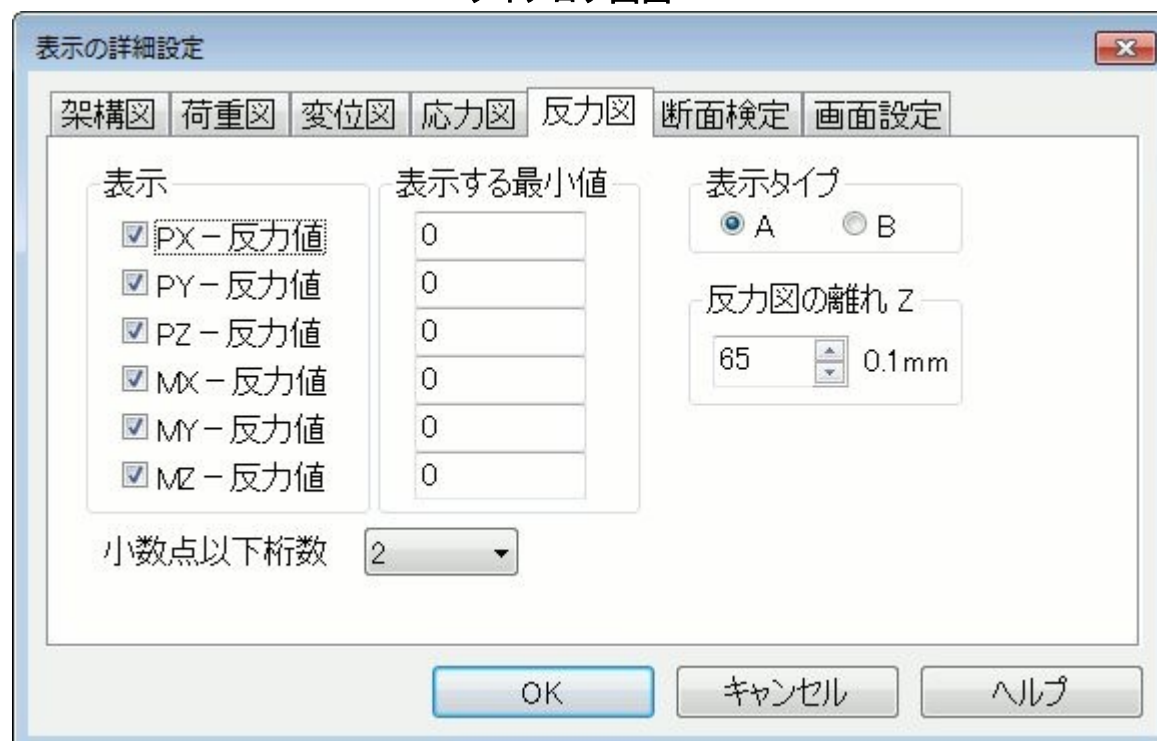 表示の詳細設定
架構図 荷重図 変位図 応力図 反力図 断面検定 画面設定
表示 表示する最小値 表示タイプ
PX－反力値 0 A B
PY－反力値 0 反力図の離れ Z
PZ－反力値 0 65 0.1mm
MX－反力値 0
MY－反力値 0
MZ－反力値 0
小数点以下桁数 2
OK キャンセル ヘルプ